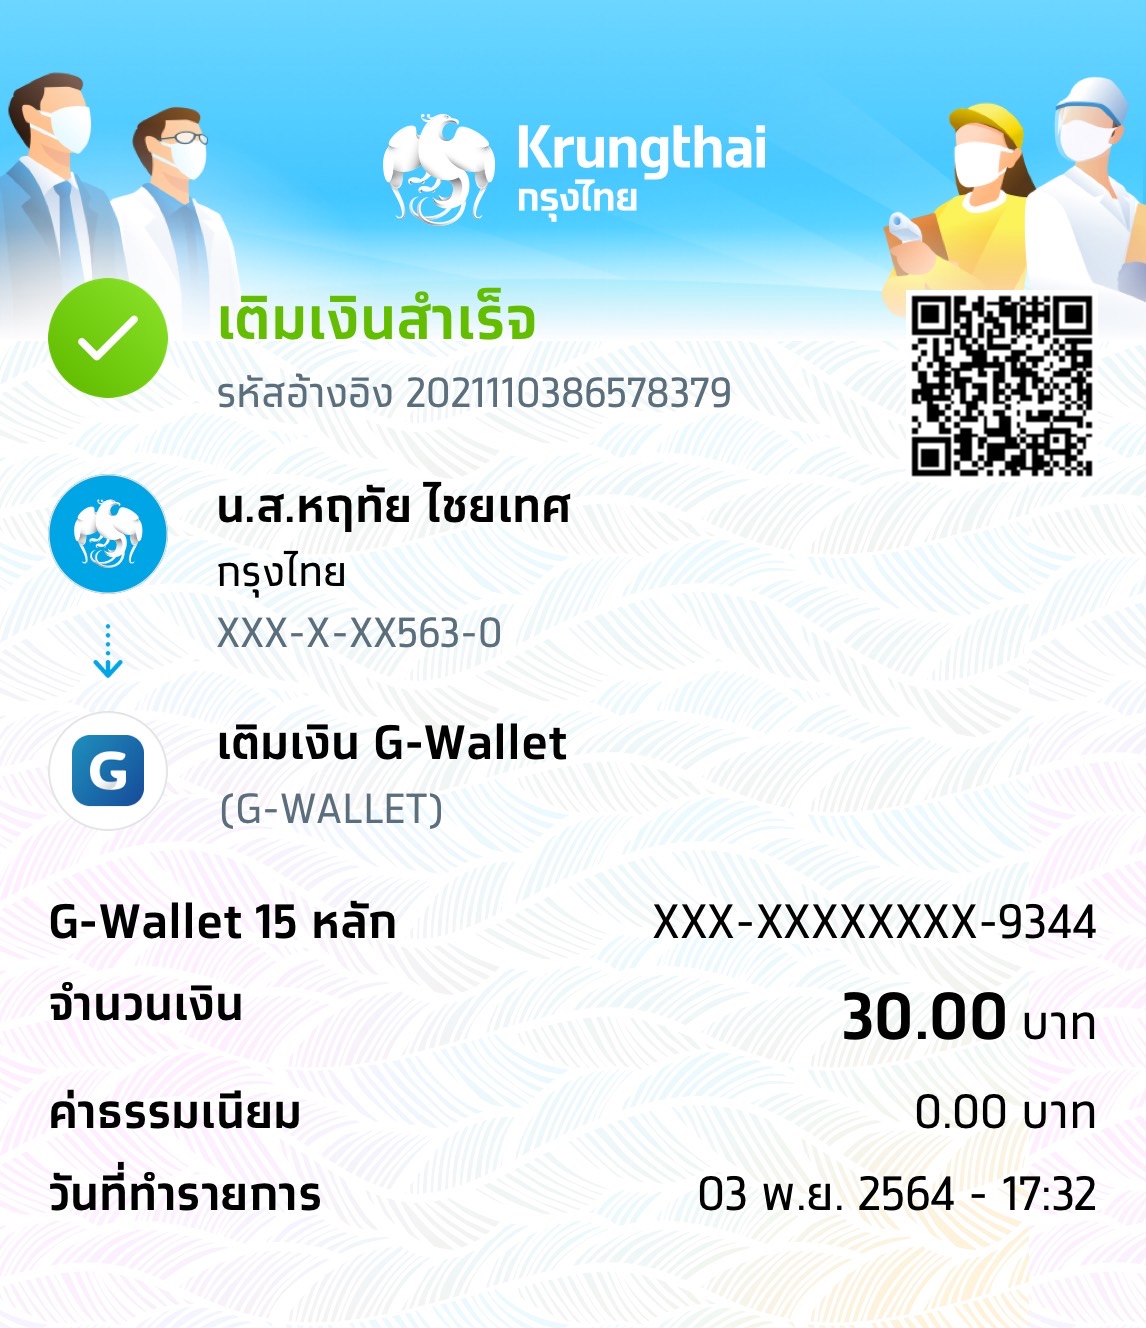 Krungthai
กรุงไทย
เติมเงินสำเร็จ
รหัสอ้างอิง 2021110386578379
น.ส.หฤทัย ไชยเทศ
กรุงไทย
XXX-X-XX563-0
G
เติมเงิน G-Wallet
(G-WALLET)
G-Wallet 15 หลัก XXX-XXXXXXXX-9344
จำนวนเงิน 30.00 บาท
ค่าธรรมเนียม 0.00 บาท
วันที่ทำรายการ 03 พ.ย. 2564 - 17:32